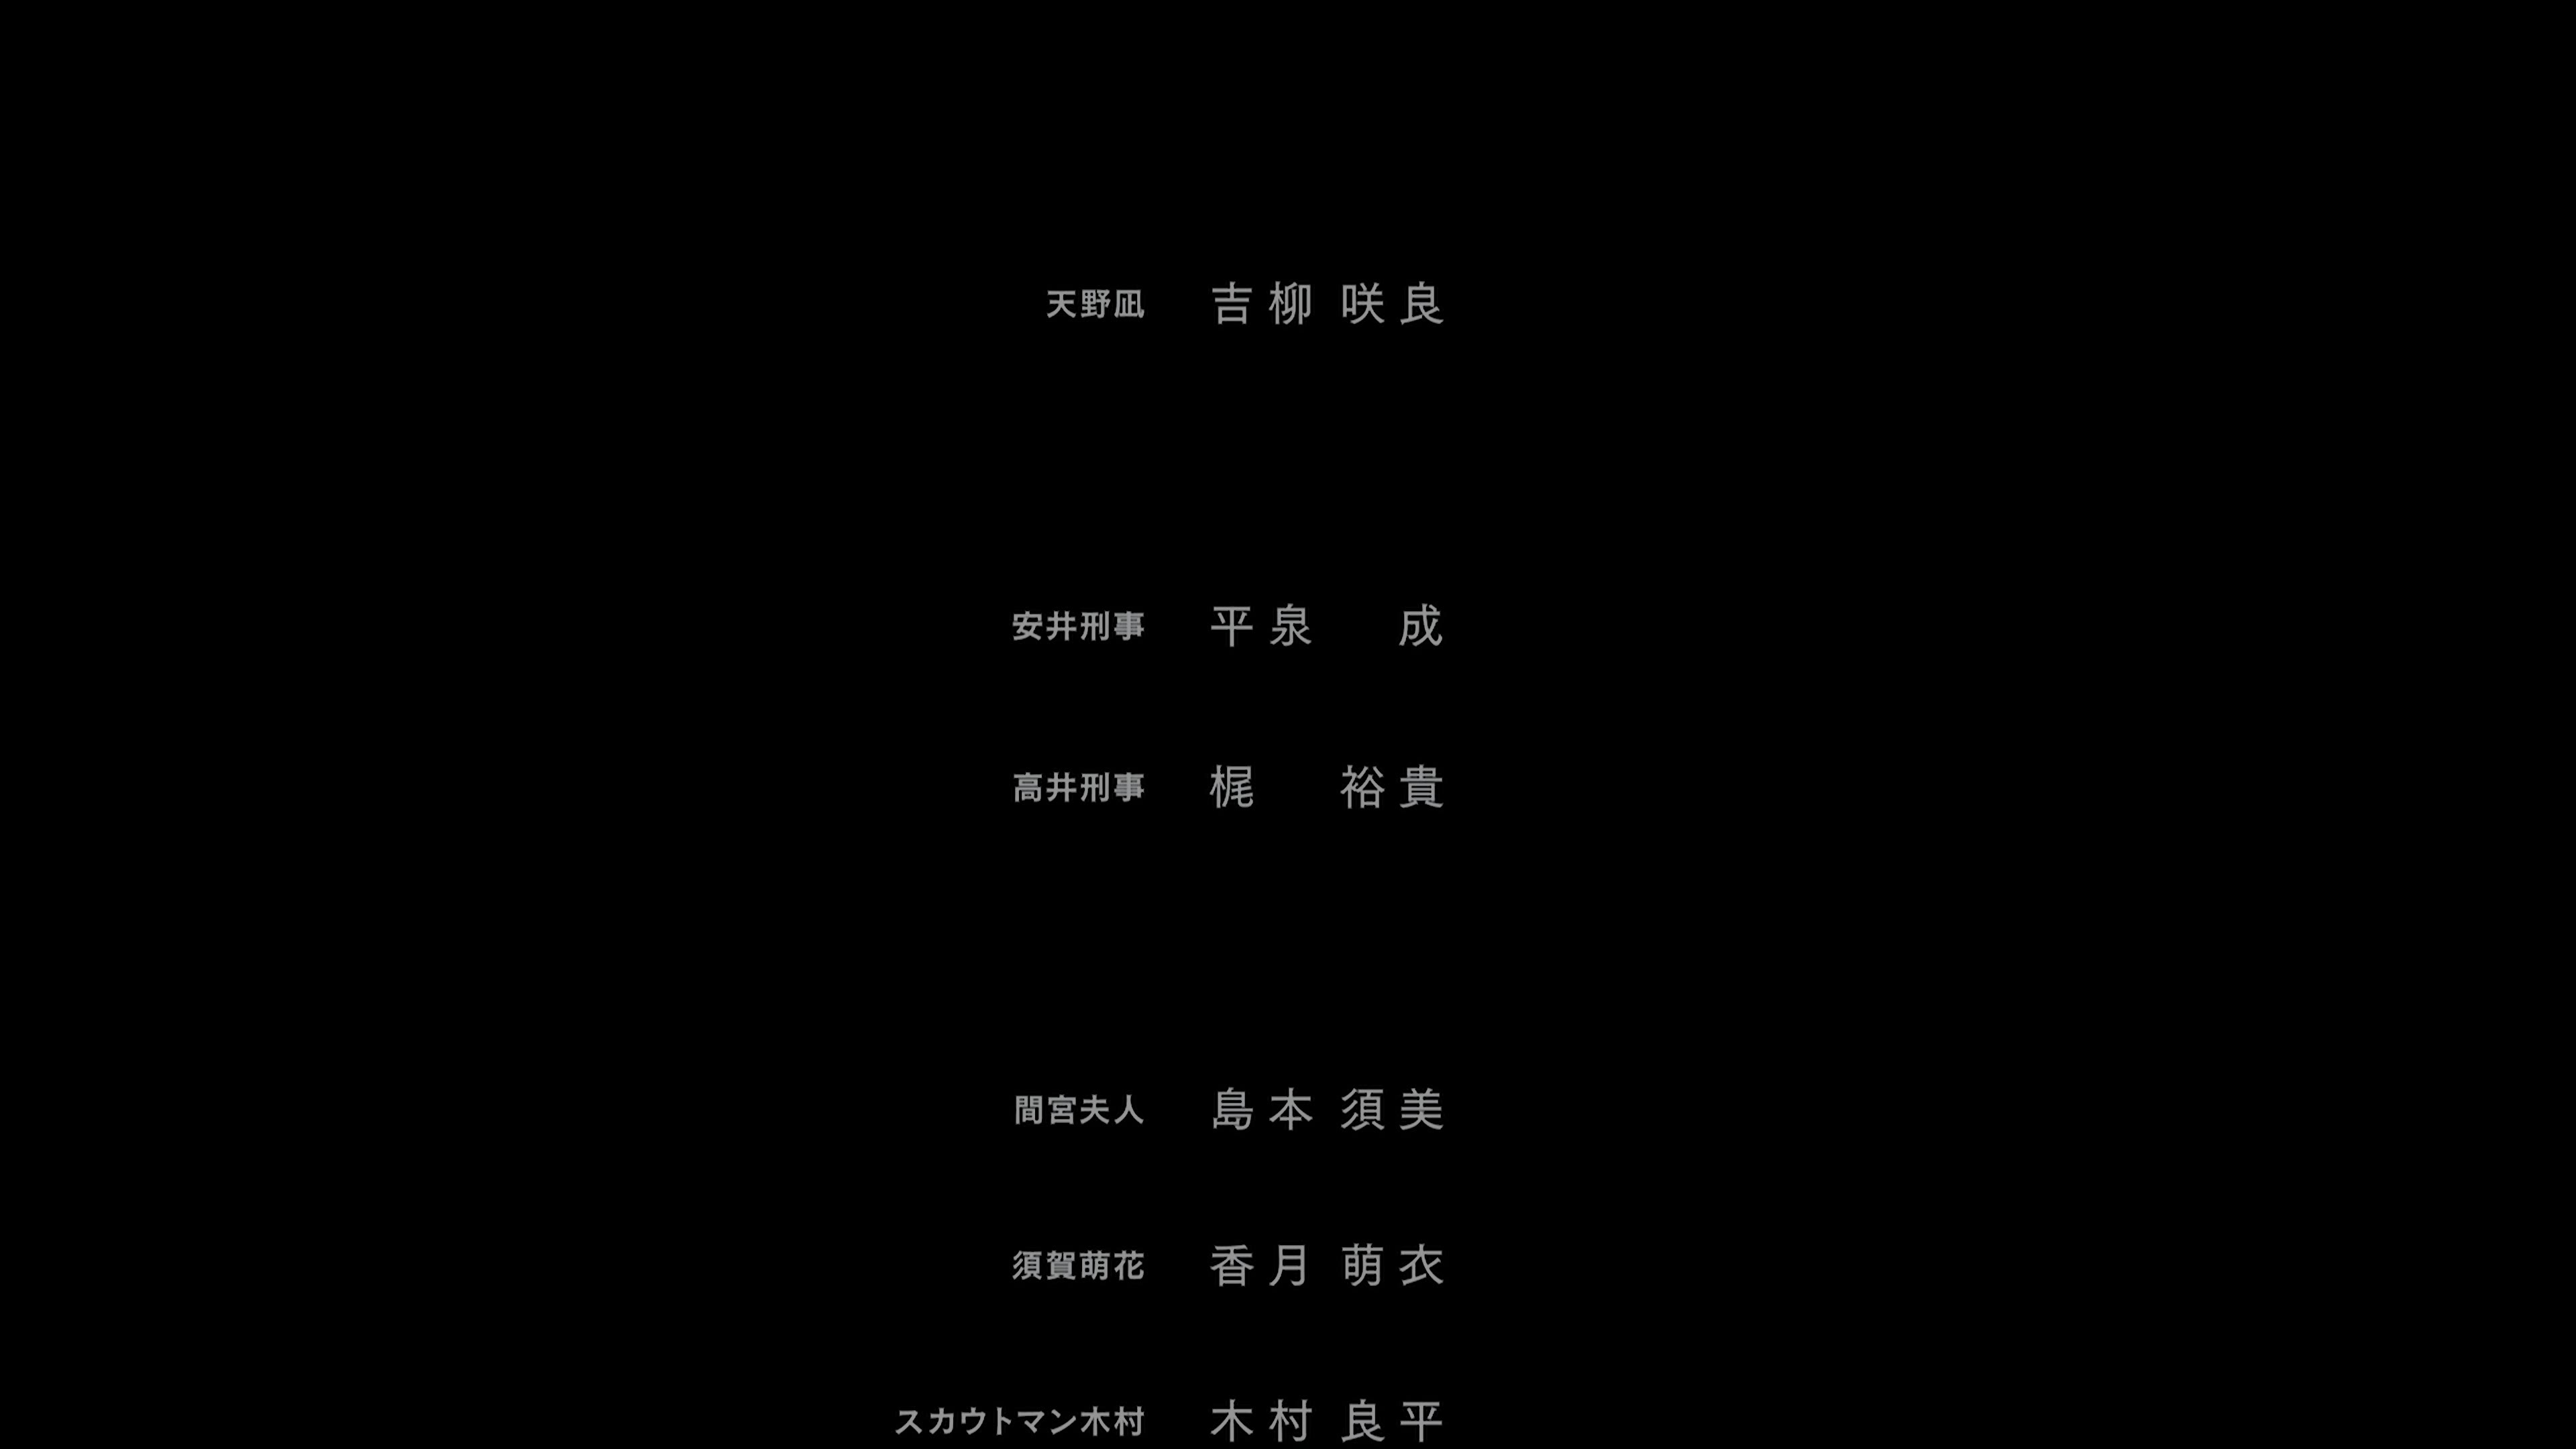 天野凪 吉柳 咲良
安井刑事 平泉 成
高井刑事 梶 裕貴
間宮夫人 島本 須美
須賀萌花 香月 萌衣
スカウトマン木村 木村 良平